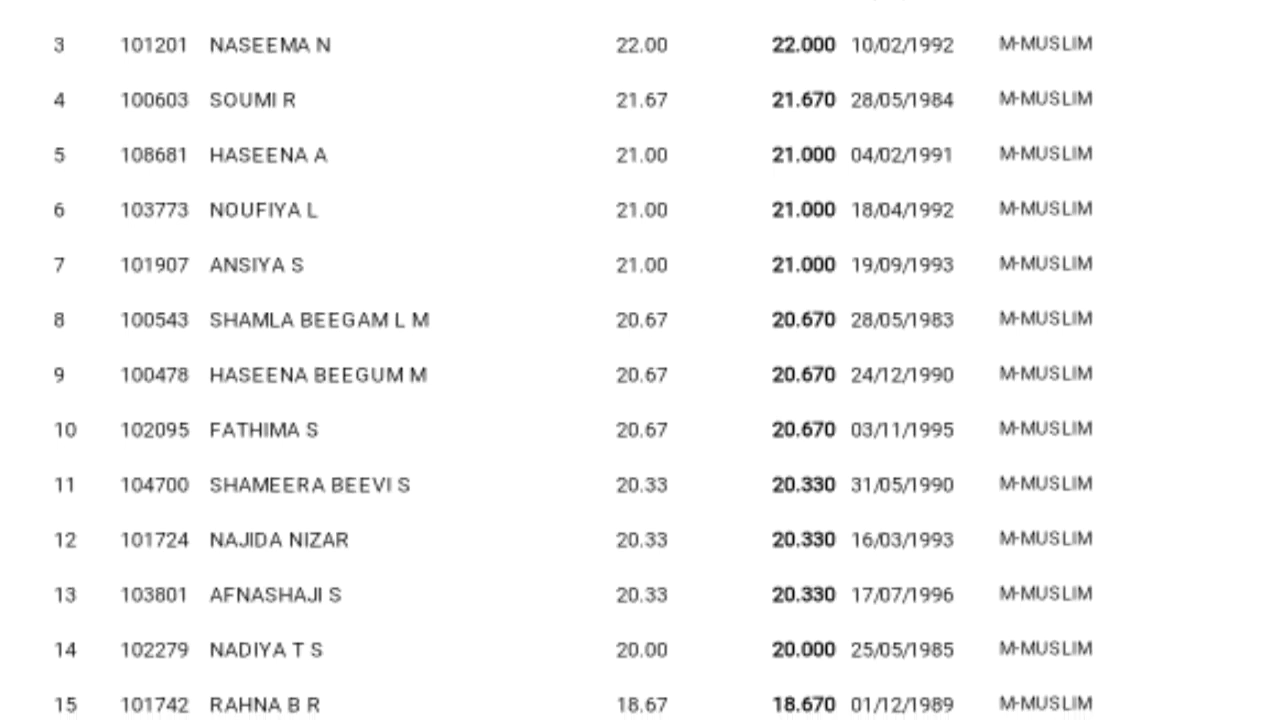 3 101201 NASEEMA N 22.00 22.000 10/02/1992 M-MUSLIM
4 100603 SOUMI R 21.67 21.670 28/05/1984 M-MUSLIM
5 108681 HASEENA A 21.00 21.000 04/02/1991 M-MUSLIM
6 103773 NOUFIYA L 21.00 21.000 18/04/1992 M-MUSLIM
7 101907 ANSIYA S 21.00 21.000 19/09/1993 M-MUSLIM
8 100543 SHAMLA BEEGAM L M 20.67 20.670 28/05/1983 M-MUSLIM
9 100478 HASEENA BEEGUM M 20.67 20.670 24/12/1990 M-MUSLIM
10 102095 FATHIMA S 20.67 20.670 03/11/1995 M-MUSLIM
11 104700 SHAMEERA BEEVI S 20.33 20.330 31/05/1990 M-MUSLIM
12 101724 NAJIDA NIZAR 20.33 20.330 16/03/1993 M-MUSLIM
13 103801 AFNASHAJI S 20.33 20.330 17/07/1996 M-MUSLIM
14 102279 NADIYA T S 20.00 20.000 25/05/1985 M-MUSLIM
15 101742 RAHNA B R 18.67 18.670 01/12/1989 M-MUSLIM